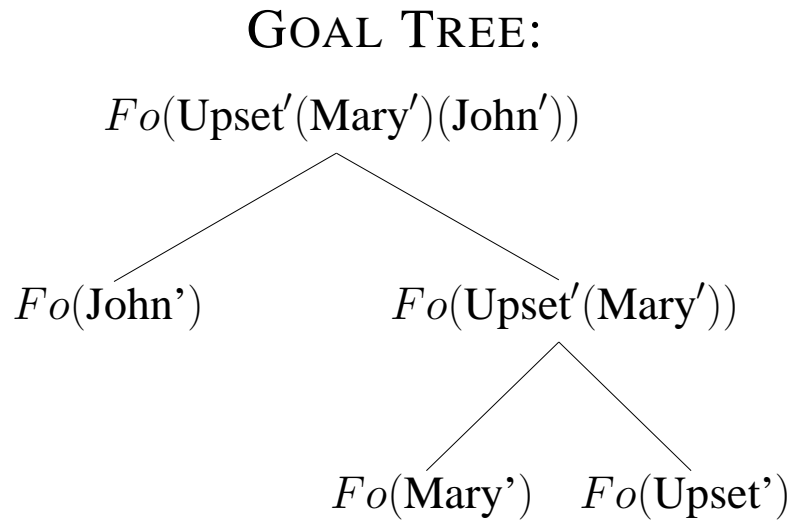 GOAL TREE:
Fo(Upset′(Mary′)(John′))
Fo(John’) Fo(Upset′(Mary′))
Fo(Mary’) Fo(Upset’)